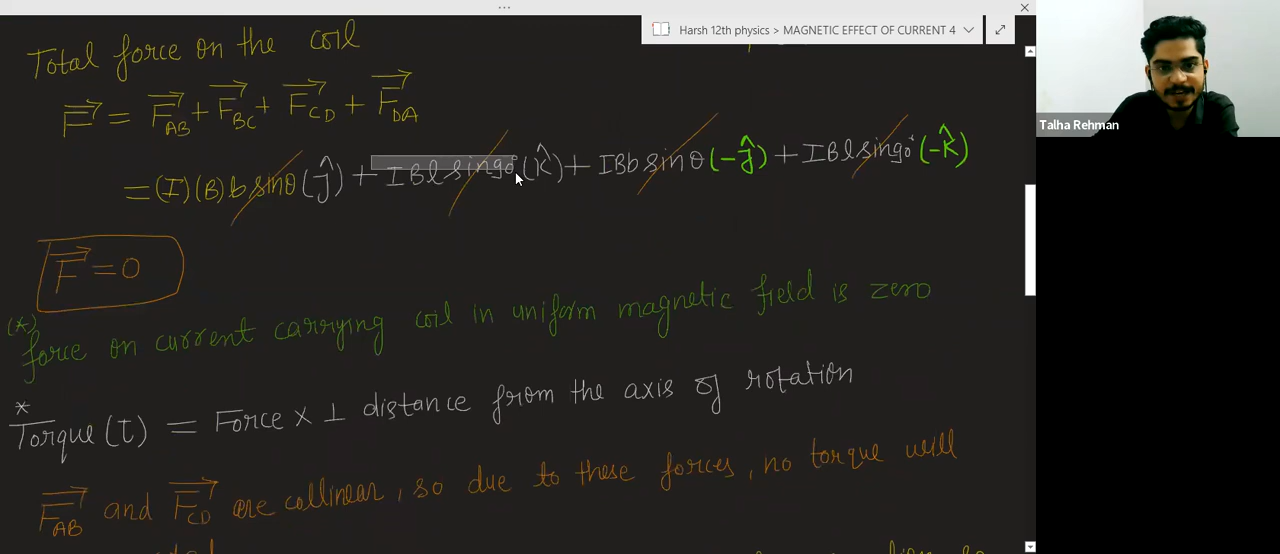 Harsh 12th physics > MAGNETIC EFFECT OF CURRENT 4
Talha Rehman
Total force on the coil
F⃗ = F⃗AB + F⃗BC + F⃗CD + F⃗DA
= (I)(B) b sinθ (ĵ) + IBl sin90° (k̂) + IBb sinθ (-ĵ) + IBl sin90° (-k̂)
F⃗ = 0
(*)
force on current carrying coil in uniform magnetic field is zero
*
Torque (τ) = Force × ⊥ distance from the axis of rotation
F⃗AB and F⃗CD are collinear, so due to these forces, no torque will